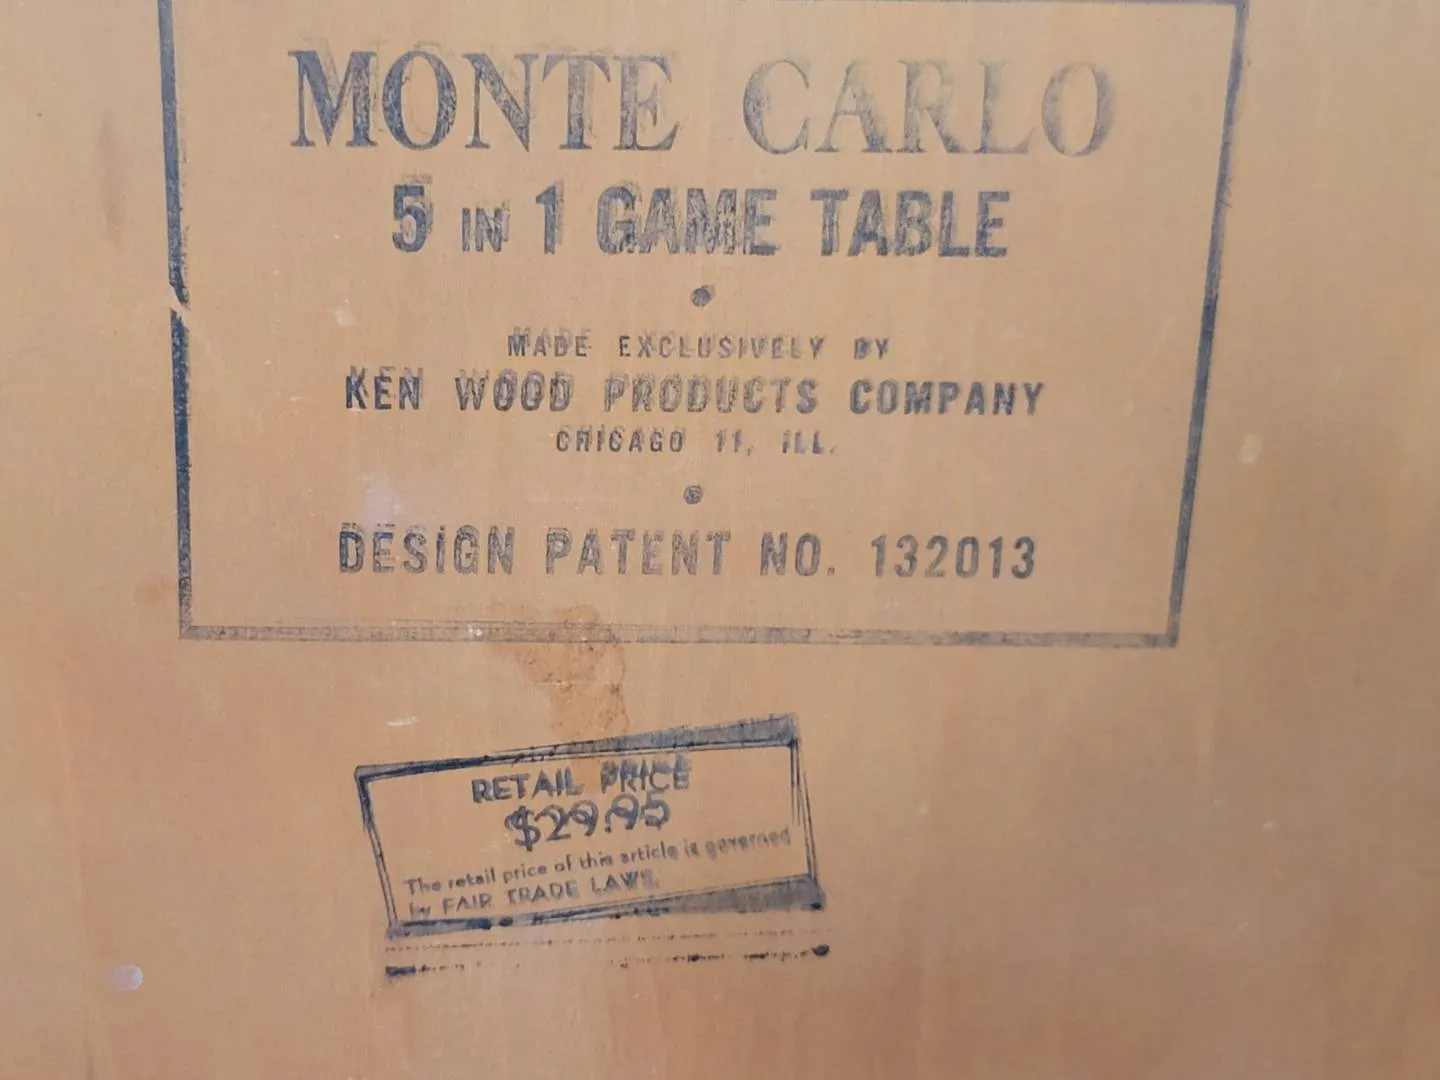 MONTE CARLO
5 IN 1 GAME TABLE
MADE EXCLUSIVELY BY
KEN WOOD PRODUCTS COMPANY
CHICAGO 11, ILL.
DESIGN PATENT NO. 132013
RETAIL PRICE
$29.95
The retail price of this article is governed
by FAIR TRADE LAWS.